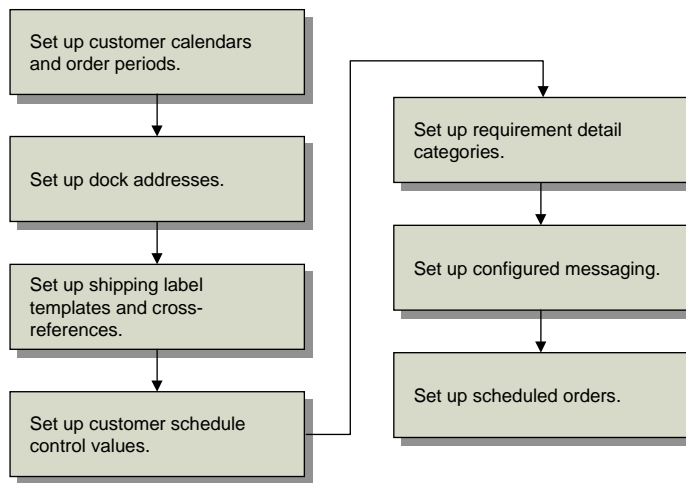 Set up customer calendars
and order periods.
Set up dock addresses.
Set up shipping label
templates and cross-
references.
Set up customer schedule
control values.
Set up requirement detail
categories.
Set up configured messaging.
Set up scheduled orders.